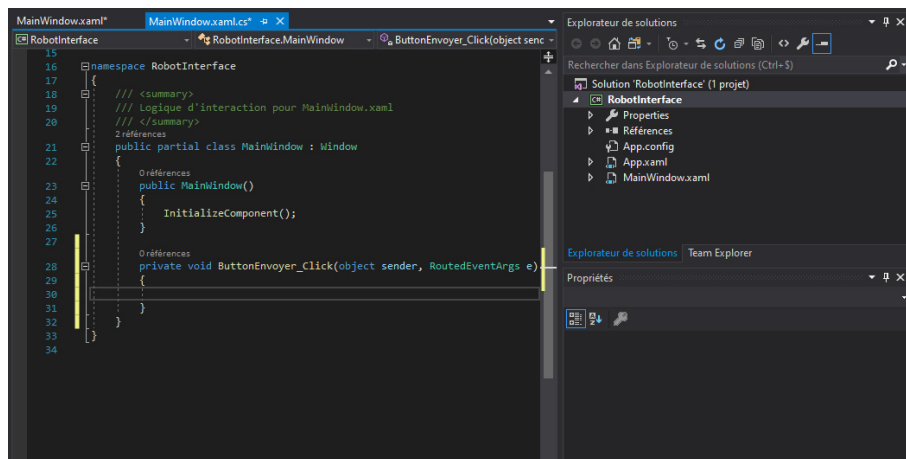 MainWindow.xaml*
MainWindow.xaml.cs*
RobotInterface
RobotInterface.MainWindow
ButtonEnvoyer_Click(object senc
15
16 namespace RobotInterface
17 {
18 /// <summary>
19 /// Logique d'interaction pour MainWindow.xaml
20 /// </summary>
2 références
21 public partial class MainWindow : Window
22 {
0 références
23 public MainWindow()
24 {
25 InitializeComponent();
26 }
27
0 références
28 private void ButtonEnvoyer_Click(object sender, RoutedEventArgs e)
29 {
30
31 }
32 }
33 }
34
Explorateur de solutions
Rechercher dans Explorateur de solutions (Ctrl+$)
Solution 'RobotInterface' (1 projet)
C# RobotInterface
Properties
Références
App.config
App.xaml
MainWindow.xaml
Explorateur de solutions Team Explorer
Propriétés